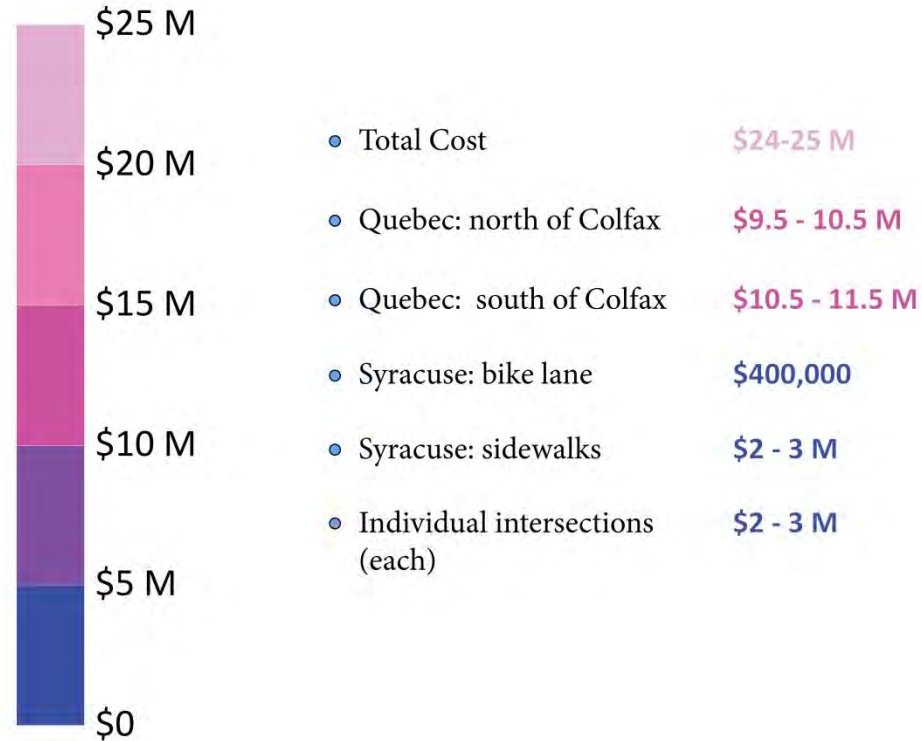 $25 M
$20 M
$15 M
$10 M
$5 M
$0
Total Cost $24-25 M
Quebec: north of Colfax $9.5 - 10.5 M
Quebec: south of Colfax $10.5 - 11.5 M
Syracuse: bike lane $400,000
Syracuse: sidewalks $2 - 3 M
Individual intersections $2 - 3 M
(each)